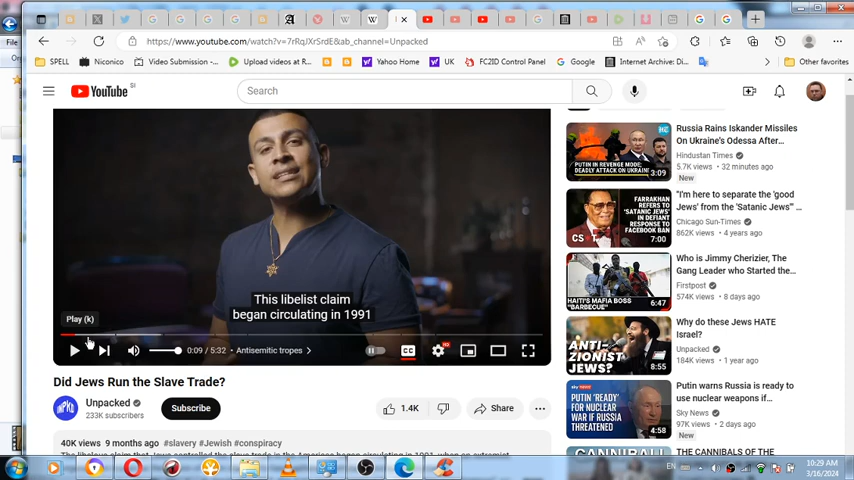 File
https://www.youtube.com/watch?v=7rRqJXrSrdE&ab_channel=Unpacked
SPELL
Niconico
Video Submission -...
Upload videos at R...
Yahoo Home
UK
FC2ID Control Panel
Google
Internet Archive: Di...
Other favorites
YouTube SI
Search
This libelist claim
began circulating in 1991
Play (k)
0:09 / 5:32 • Antisemitic tropes >
CC
HD
Did Jews Run the Slave Trade?
UNPKD
Unpacked
233K subscribers
Subscribe
1.4K
Share
40K views 9 months ago #slavery #Jewish #conspiracy
PUTIN IN REVENGE MODE;
DEADLY ATTACK ON UKRAINE
3:09
Russia Rains Iskander Missiles
On Ukraine's Odessa After...
Hindustan Times
5.7K views • 32 minutes ago
New
FARRAKHAN
REFERS TO
'SATANIC JEWS'
IN DEFIANT
RESPONSE TO
FACEBOOK BAN
CS
7:00
"I'm here to separate the 'good
Jews' from the 'Satanic Jews'" ...
Chicago Sun-Times
862K views • 4 years ago
HAITI'S MAFIA BOSS
"BARBECUE"
6:47
Who is Jimmy Cherizier, The
Gang Leader who Started the...
Firstpost
574K views • 8 days ago
ANTI-
ZIONIST
JEWS?
8:55
Why do these Jews HATE
Israel?
Unpacked
184K views • 1 year ago
sky news
PUTIN 'READY'
FOR NUCLEAR
WAR IF RUSSIA
THREATENED
4:58
Putin warns Russia is ready to
use nuclear weapons if...
Sky News
97K views • 2 days ago
New
CANNIBAL
THE CANNIBALS OF THE
EN
10:29 AM
3/16/2024